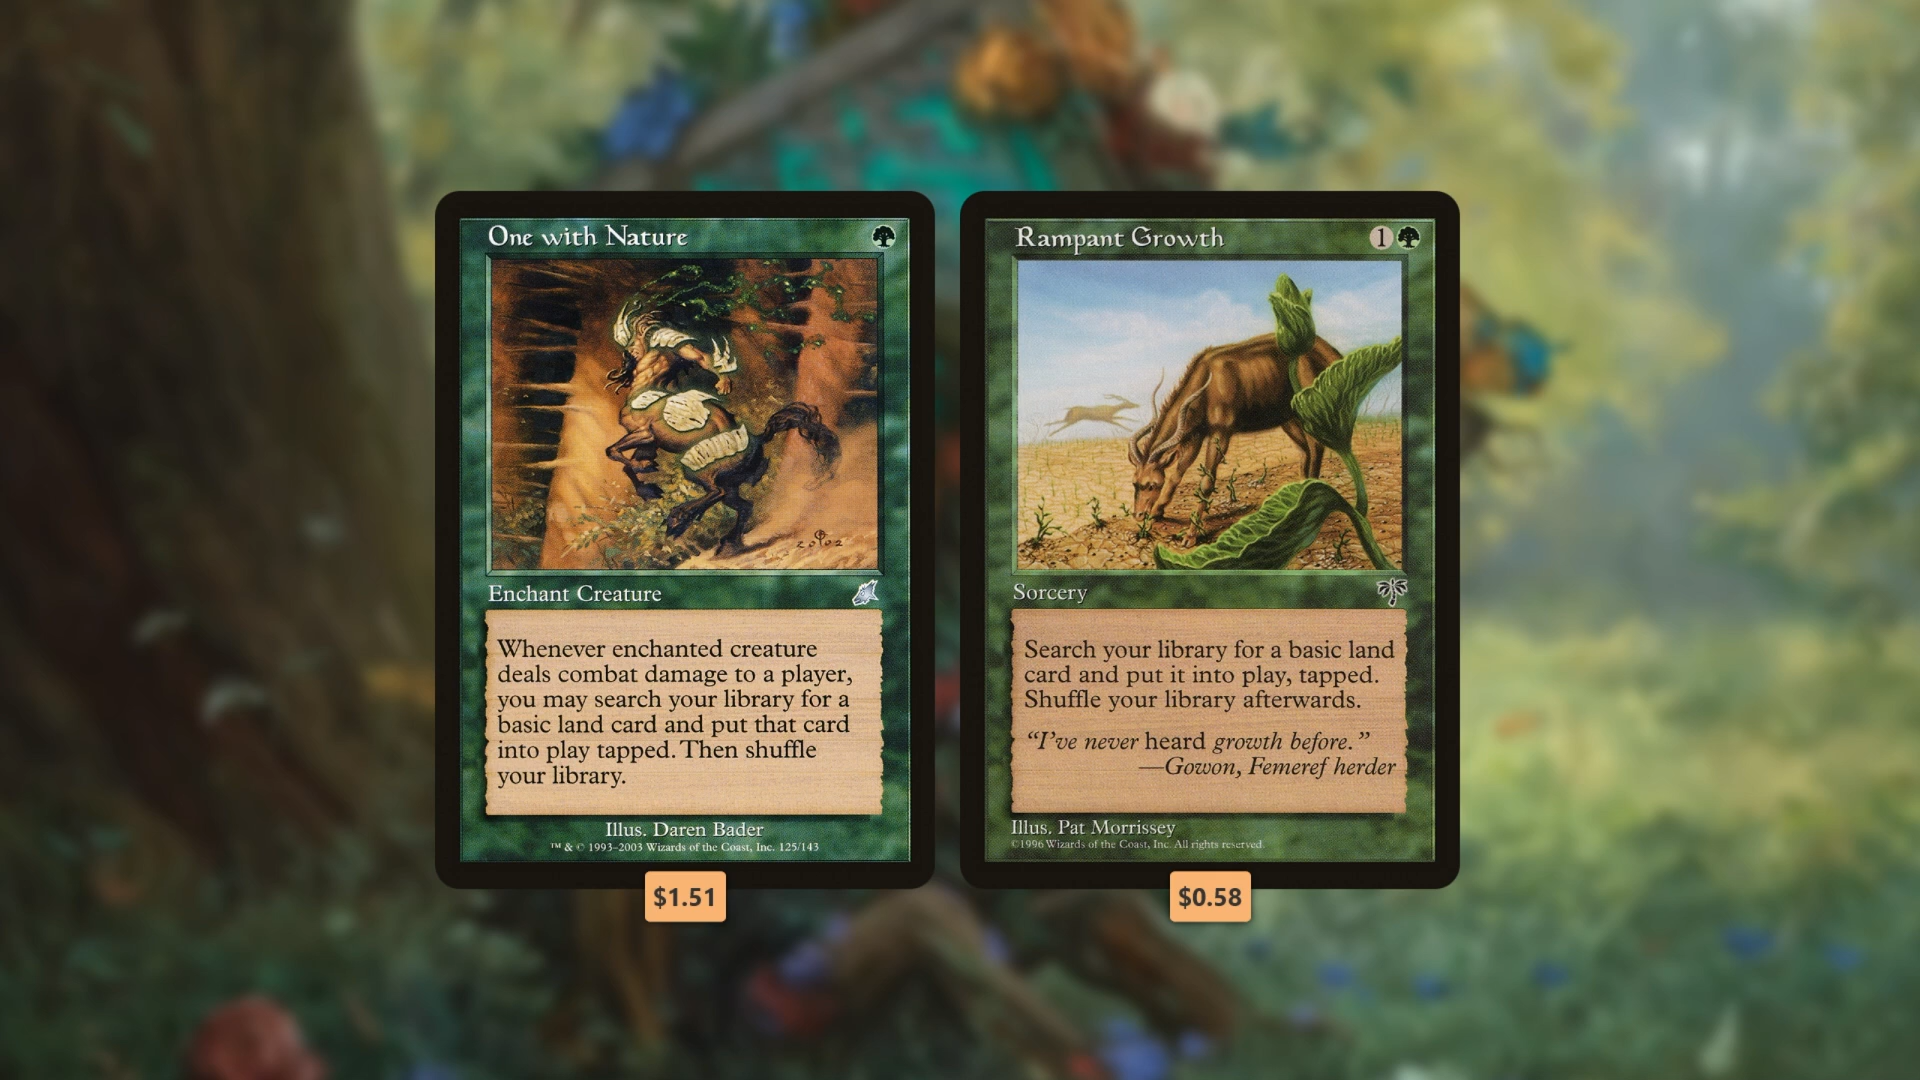 One with Nature
Enchant Creature
Whenever enchanted creature
deals combat damage to a player,
you may search your library for a
basic land card and put that card
into play tapped. Then shuffle
your library.
Illus. Daren Bader
™ & © 1993–2003 Wizards of the Coast, Inc. 125/143
$1.51
Rampant Growth 1
Sorcery
Search your library for a basic land
card and put it into play, tapped.
Shuffle your library afterwards.
“I’ve never heard growth before.”
—Gowon, Femeref herder
Illus. Pat Morrissey
©1996 Wizards of the Coast, Inc. All rights reserved.
$0.58